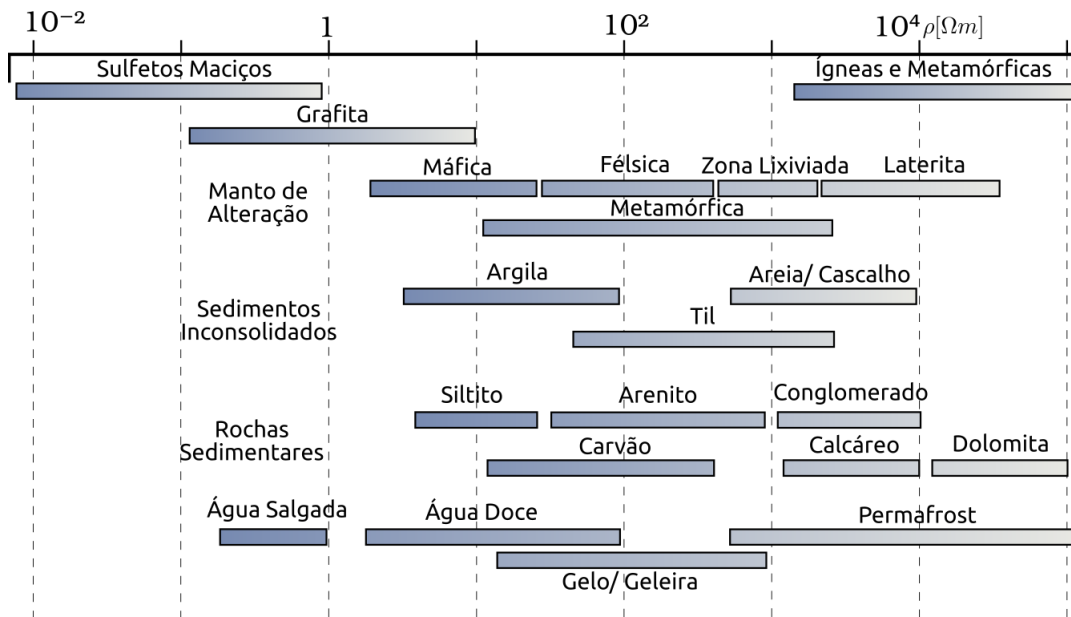 10⁻² 1 10² 10⁴ ρ[Ωm]
Sulfetos Maciços Ígneas e Metamórficas
Grafita
Máfica Félsica Zona Lixiviada Laterita
Manto de
Alteração
Metamórfica
Argila Areia/ Cascalho
Sedimentos
Inconsolidados
Til
Siltito Arenito Conglomerado
Rochas
Sedimentares
Carvão Calcáreo Dolomita
Água Salgada Água Doce Permafrost
Gelo/ Geleira